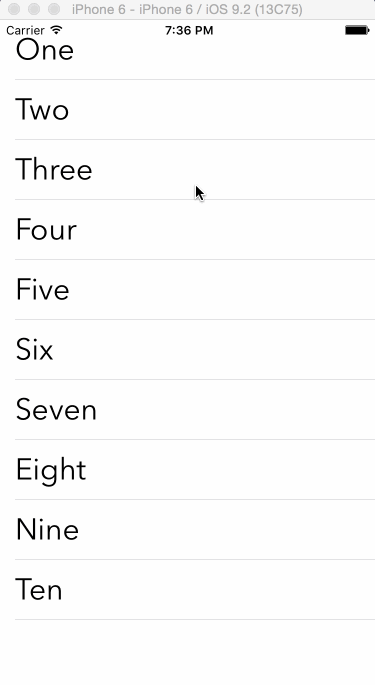 iPhone 6 - iPhone 6 / iOS 9.2 (13C75)
Carrier 7:36 PM
One
Two
Three
Four
Five
Six
Seven
Eight
Nine
Ten